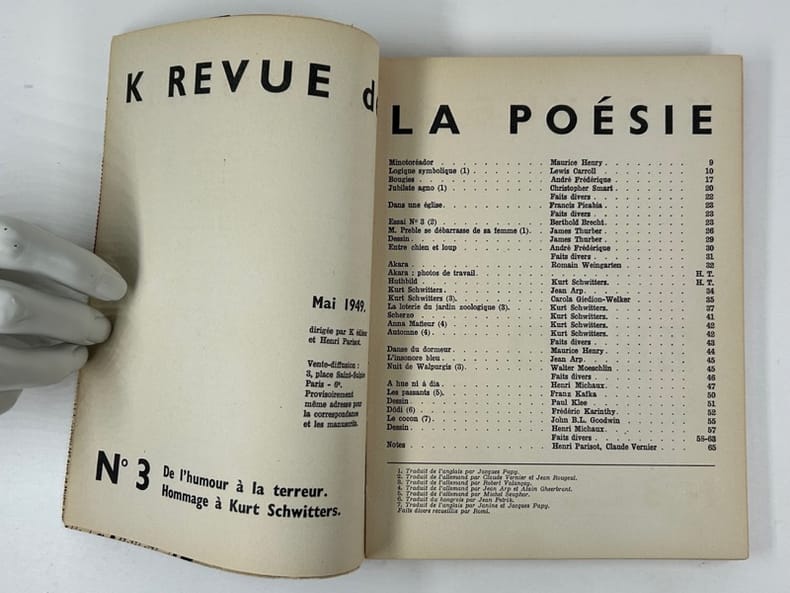 K REVUE de
Mai 1949.
dirigée par K éditeur
et Henri Parisot.
Vente-diffusion :
3, place Saint-Sulpice
Paris - 6e.
Provisoirement
même adresse pour
la correspondance
et les manuscrits.
N° 3 De l'humour à la terreur.
Hommage à Kurt Schwitters.
LA POÉSIE
Minotoréador . . . . . . . . . . Maurice Henry . . . . . . . 9
Logique symbolique (1) . . . . . . . . Lewis Carroll . . . . . . . 10
Bougies . . . . . . . . . . . André Frédérique . . . . . . 17
Jubilate agno (1) . . . . . . . . . Christopher Smart . . . . . . 20
Faits divers . . . . . . . 22
Dans une église . . . . . . . . . . Francis Picabia . . . . . . . 23
Faits divers . . . . . . . 23
Essai N° 3 (2) . . . . . . . . . . Berthold Brecht . . . . . . . 23
M. Preble se débarrasse de sa femme (1) . . . James Thurber . . . . . . . 26
Dessin . . . . . . . . . . . . James Thurber . . . . . . . 29
Entre chien et loup . . . . . . . . André Frédérique . . . . . . 30
Faits divers . . . . . . . 31
Akara . . . . . . . . . . . . Romain Weingarten . . . . . . 32
Akara : photos de travail . . . . . . . . . . . . . . H. T.
Huthbild . . . . . . . . . . . Kurt Schwitters . . . . . . . H. T.
Kurt Schwitters . . . . . . . . . . Jean Arp . . . . . . . . 34
Kurt Schwitters (3) . . . . . . . . . Carola Giedion-Welker . . . . . 35
La loterie du jardin zoologique (3) . . . . . Kurt Schwitters . . . . . . . 37
Scherzo . . . . . . . . . . . Kurt Schwitters . . . . . . . 41
Anna Mafleur (4) . . . . . . . . . Kurt Schwitters . . . . . . . 42
Automne (4) . . . . . . . . . . Kurt Schwitters . . . . . . . 42
Faits divers . . . . . . . 43
Danse du dormeur . . . . . . . . . Maurice Henry . . . . . . . 44
L'insonore bleu . . . . . . . . . . Jean Arp . . . . . . . . 45
Nuit de Walpurgis (3) . . . . . . . . Walter Moeschlin . . . . . . 45
Faits divers . . . . . . . 46
A hue ni à dia . . . . . . . . . . Henri Michaux . . . . . . . 47
Les passants (5) . . . . . . . . . Franz Kafka . . . . . . . 50
Dessin . . . . . . . . . . . . Paul Klee . . . . . . . . 51
Dödi (6) . . . . . . . . . . . Frédéric Karinthy . . . . . . 52
Le cocon (7) . . . . . . . . . . John B.L. Goodwin . . . . . . 55
Dessin . . . . . . . . . . . . Henri Michaux . . . . . . . 57
Faits divers . . . . . . . 58-63
Notes . . . . . . . . . . . . Henri Parisot, Claude Vernier . . . 65
1. Traduit de l'anglais par Jacques Papy.
2. Traduit de l'allemand par Claude Vernier et Jean Rougeul.
3. Traduit de l'allemand par Robert Valançay.
4. Traduit de l'allemand par Jean Arp et Alain Gheerbrant.
5. Traduit de l'allemand par Michel Seuphor.
6. Traduit du hongrois par Jean Petrik.
7. Traduit de l'anglais par Janine et Jacques Papy.
Faits divers recueillis par Romi.